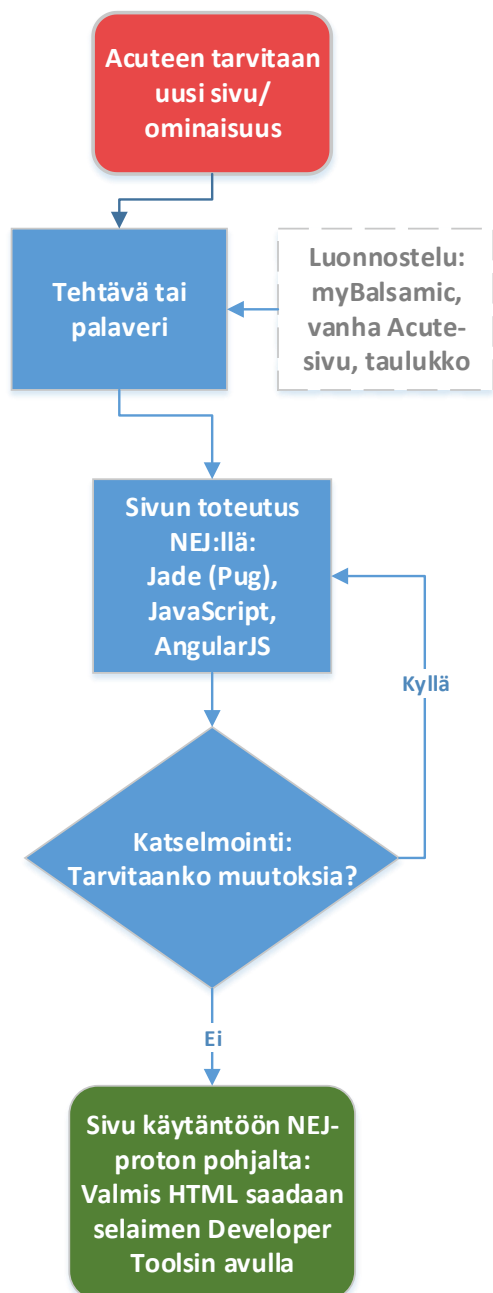 Acuteen tarvitaan
uusi sivu/
ominaisuus
Tehtävä tai
palaveri
Luonnostelu:
myBalsamic,
vanha Acute-
sivu, taulukko
Sivun toteutus
NEJ:llä:
Jade (Pug),
JavaScript,
AngularJS
Kyllä
Katselmointi:
Tarvitaanko muutoksia?
Ei
Sivu käytäntöön NEJ-
proton pohjalta:
Valmis HTML saadaan
selaimen Developer
Toolsin avulla